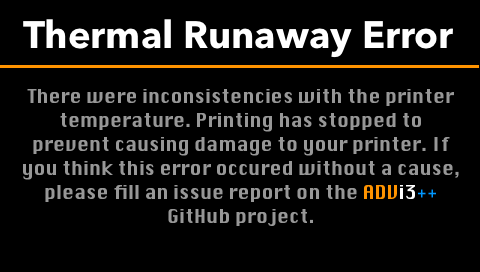 Thermal Runaway Error
There were inconsistencies with the printer
temperature. Printing has stopped to
prevent causing damage to your printer. If
you think this error occured without a cause,
please fill an issue report on the ADVi3++
GitHub project.